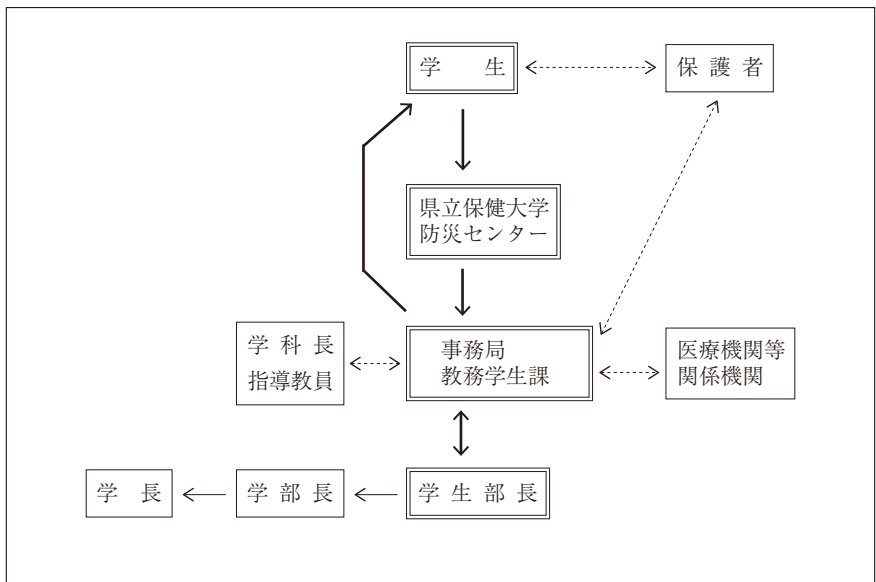 学　生
保 護 者
県立保健大学
防災センター
学 科 長
指導教員
事務局
教務学生課
医療機関等
関係機関
学　長
学 部 長
学 生 部 長